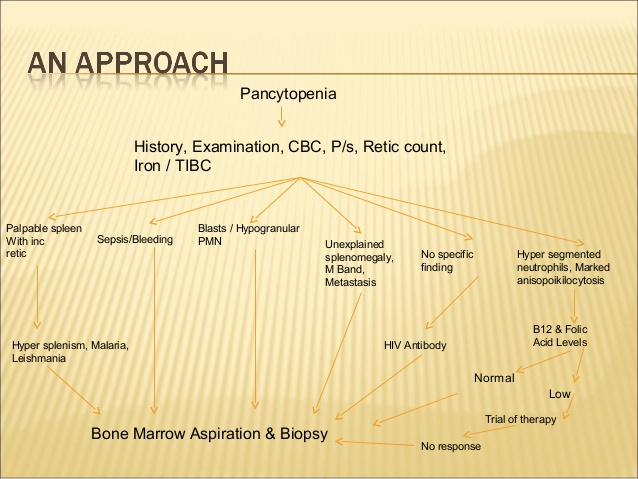 AN APPROACH
Pancytopenia
History, Examination, CBC, P/s, Retic count,
Iron / TIBC
Palpable spleen
With inc
retic
Sepsis/Bleeding
Blasts / Hypogranular
PMN
Unexplained
splenomegaly,
M Band,
Metastasis
No specific
finding
Hyper segmented
neutrophils, Marked
anisopoikilocytosis
Hyper splenism, Malaria,
Leishmania
HIV Antibody
B12 & Folic
Acid Levels
Normal
Low
Trial of therapy
No response
Bone Marrow Aspiration & Biopsy